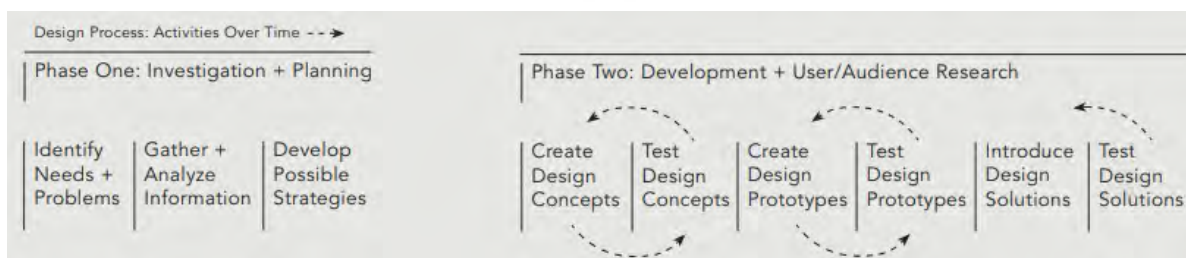 Design Process: Activities Over Time
Phase One: Investigation + Planning
Identify
Needs +
Problems
Gather +
Analyze
Information
Develop
Possible
Strategies
Phase Two: Development + User/Audience Research
Create
Design
Concepts
Test
Design
Concepts
Create
Design
Prototypes
Test
Design
Prototypes
Introduce
Design
Solutions
Test
Design
Solutions